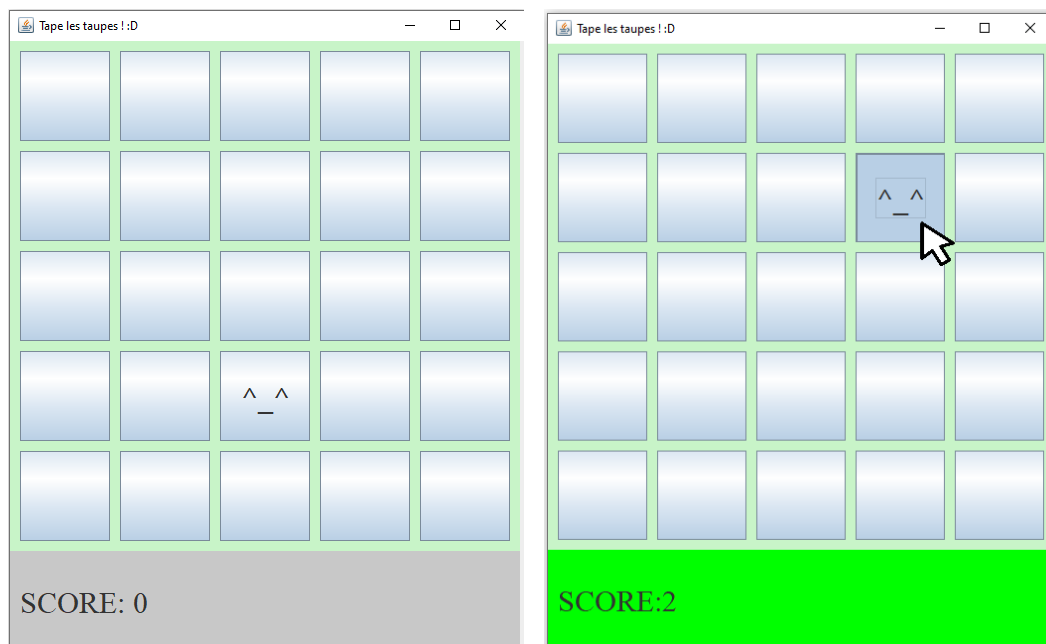 Tape les taupes ! :D
^_^
SCORE: 0
Tape les taupes ! :D
^_^
SCORE:2